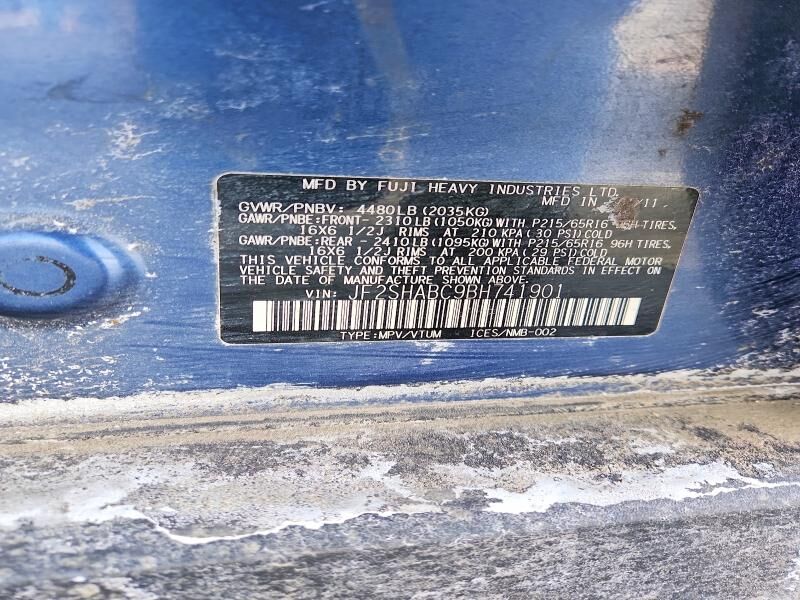 MFD BY FUJI HEAVY INDUSTRIES LTD.
GVWR/PNBV: 4480LB (2035KG) MFD IN /11
GAWR/PNBE:FRONT-2310LB (1050KG) WITH P215/65R16 96H TIRES,
16X6 1/2J RIMS AT 210 KPA (30 PSI) COLD
GAWR/PNBE:REAR -2410LB (1095KG) WITH P215/65R16 96H TIRES,
16X6 1/2J RIMS AT 200 KPA (29 PSI) COLD
THIS VEHICLE CONFORMS TO ALL APPLICABLE FEDERAL MOTOR
VEHICLE SAFETY AND THEFT PREVENTION STANDARDS IN EFFECT ON
THE DATE OF MANUFACTURE SHOWN ABOVE.
VIN: JF2SHABC9BH741901
TYPE:MPV/VTUM ICES/NMB-002